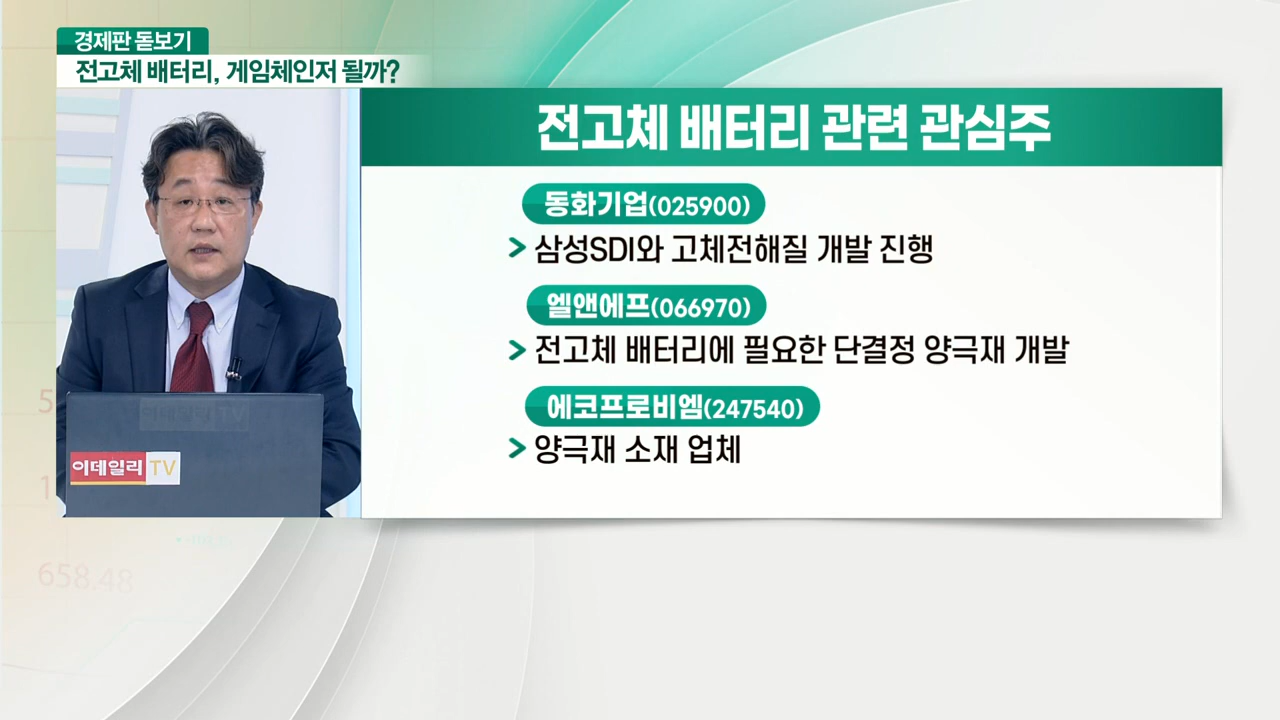 경제판 돋보기
전고체 배터리, 게임체인저 될까?
전고체 배터리 관련 관심주
동화기업(025900)
> 삼성SDI와 고체전해질 개발 진행
엘앤에프(066970)
> 전고체 배터리에 필요한 단결정 양극재 개발
에코프로비엠(247540)
> 양극재 소재 업체
이데일리TV
이데일리 TV
658.48